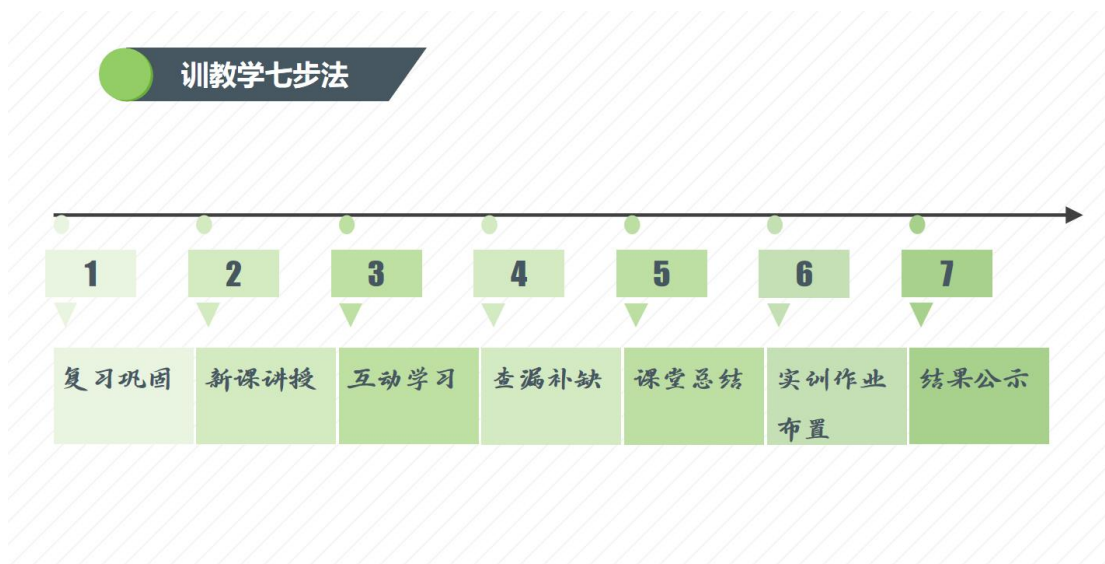 训教学七步法
1
2
3
4
5
6
7
复习巩固
新课讲授
互动学习
查漏补缺
课堂总结
实训作业
布置
结果公示